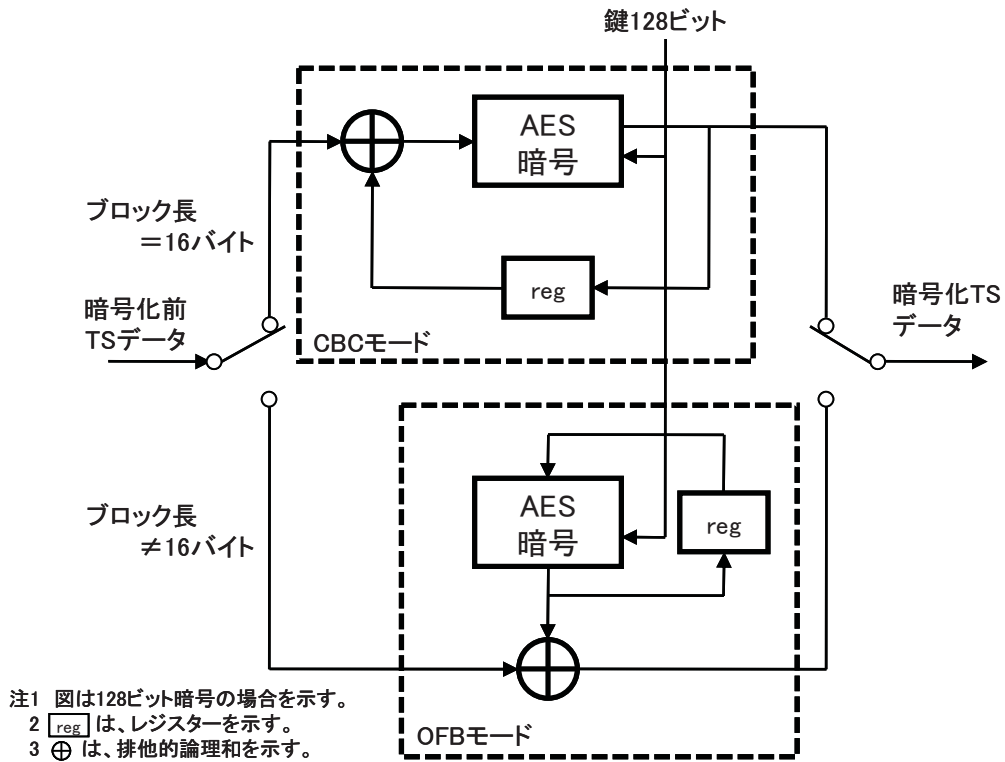 鍵128ビット
AES
暗号
ブロック長
＝16バイト
reg
暗号化前
TSデータ
暗号化TS
データ
CBCモード
AES
暗号
reg
ブロック長
≠16バイト
OFBモード
注1 図は128ビット暗号の場合を示す。
2 reg は、レジスターを示す。
3 ⊕ は、排他的論理和を示す。